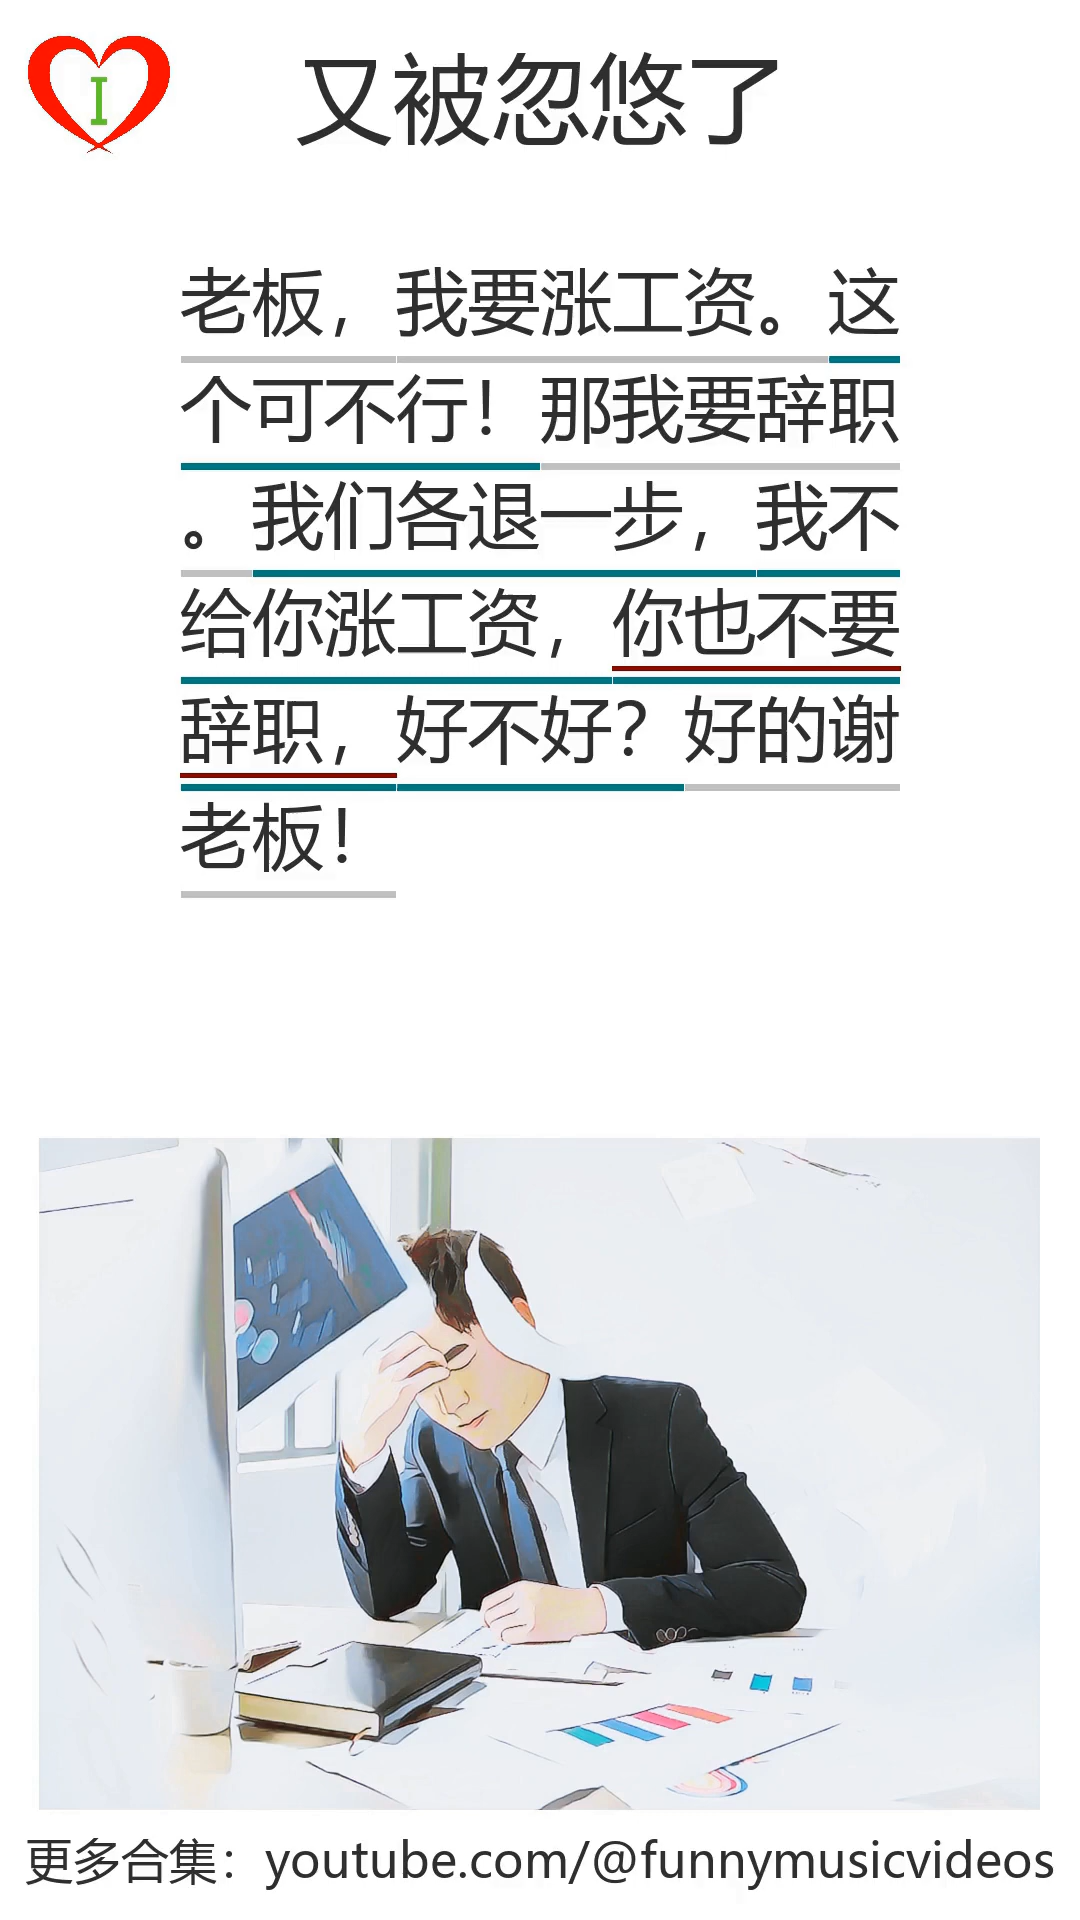 I
又被忽悠了
老板，我要涨工资。这
个可不行！那我要辞职
。我们各退一步，我不
给你涨工资，你也不要
辞职，好不好？好的谢
老板！
更多合集：youtube.com/@funnymusicvideos